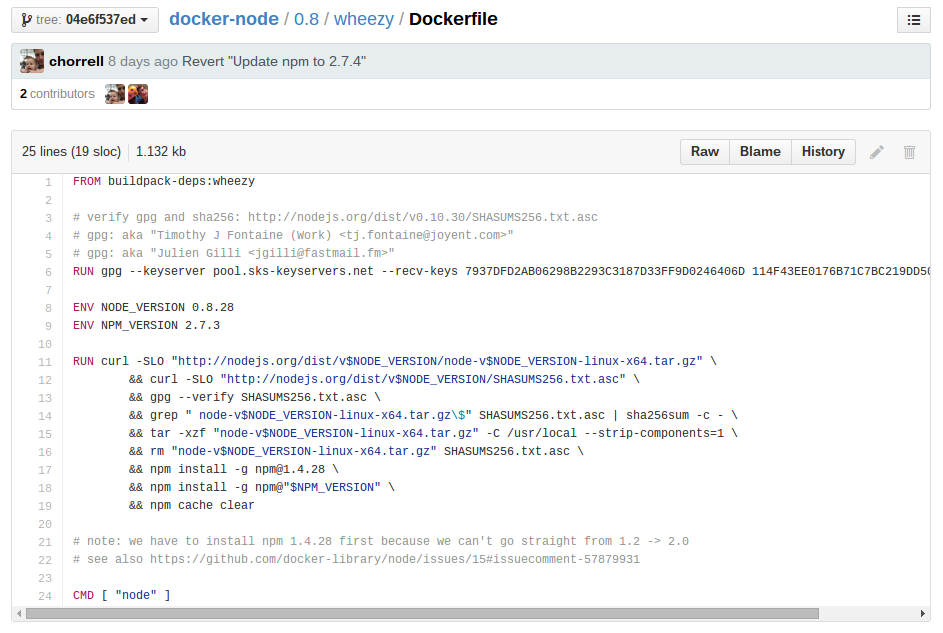 tree: 04e6f537ed
docker-node / 0.8 / wheezy / Dockerfile
chorrell 8 days ago Revert "Update npm to 2.7.4"
2 contributors
25 lines (19 sloc) 1.132 kb Raw Blame History
1 FROM buildpack-deps:wheezy
2
3 # verify gpg and sha256: http://nodejs.org/dist/v0.10.30/SHASUMS256.txt.asc
4 # gpg: aka "Timothy J Fontaine (Work) <tj.fontaine@joyent.com>"
5 # gpg: aka "Julien Gilli <jgilli@fastmail.fm>"
6 RUN gpg --keyserver pool.sks-keyservers.net --recv-keys 7937DFD2AB06298B2293C3187D33FF9D0246406D 114F43EE0176B71C7BC219DD5
7
8 ENV NODE_VERSION 0.8.28
9 ENV NPM_VERSION 2.7.3
10
11 RUN curl -SLO "http://nodejs.org/dist/v$NODE_VERSION/node-v$NODE_VERSION-linux-x64.tar.gz" \
12 && curl -SLO "http://nodejs.org/dist/v$NODE_VERSION/SHASUMS256.txt.asc" \
13 && gpg --verify SHASUMS256.txt.asc \
14 && grep " node-v$NODE_VERSION-linux-x64.tar.gz\$" SHASUMS256.txt.asc | sha256sum -c - \
15 && tar -xzf "node-v$NODE_VERSION-linux-x64.tar.gz" -C /usr/local --strip-components=1 \
16 && rm "node-v$NODE_VERSION-linux-x64.tar.gz" SHASUMS256.txt.asc \
17 && npm install -g npm@1.4.28 \
18 && npm install -g npm@"$NPM_VERSION" \
19 && npm cache clear
20
21 # note: we have to install npm 1.4.28 first because we can't go straight from 1.2 -> 2.0
22 # see also https://github.com/docker-library/node/issues/15#issuecomment-57879931
23
24 CMD [ "node" ]